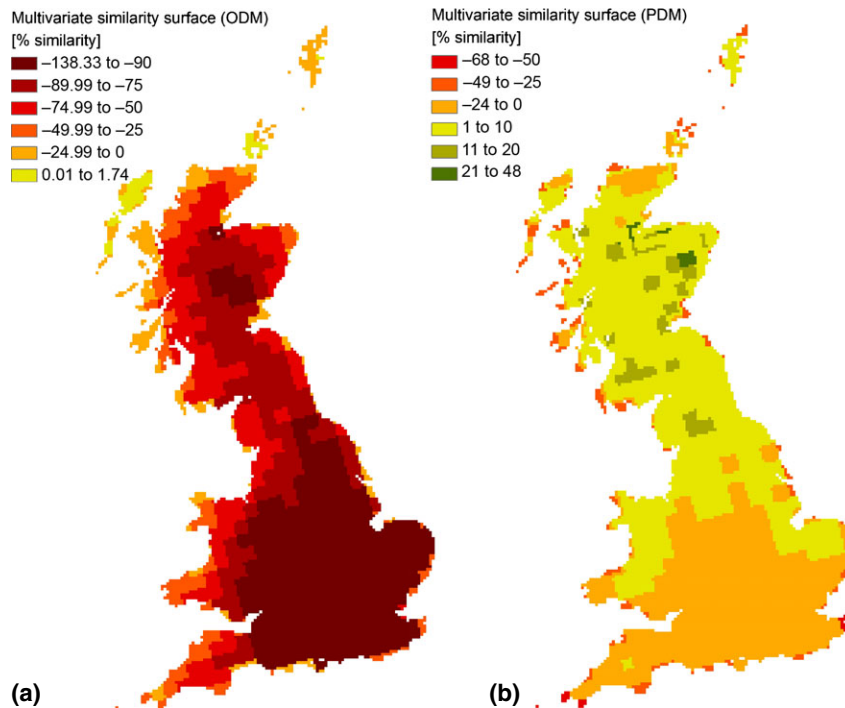 Multivariate similarity surface (ODM)
[% similarity]
–138.33 to –90
–89.99 to –75
–74.99 to –50
–49.99 to –25
–24.99 to 0
0.01 to 1.74
(a)
Multivariate similarity surface (PDM)
[% similarity]
–68 to –50
–49 to –25
–24 to 0
1 to 10
11 to 20
21 to 48
(b)